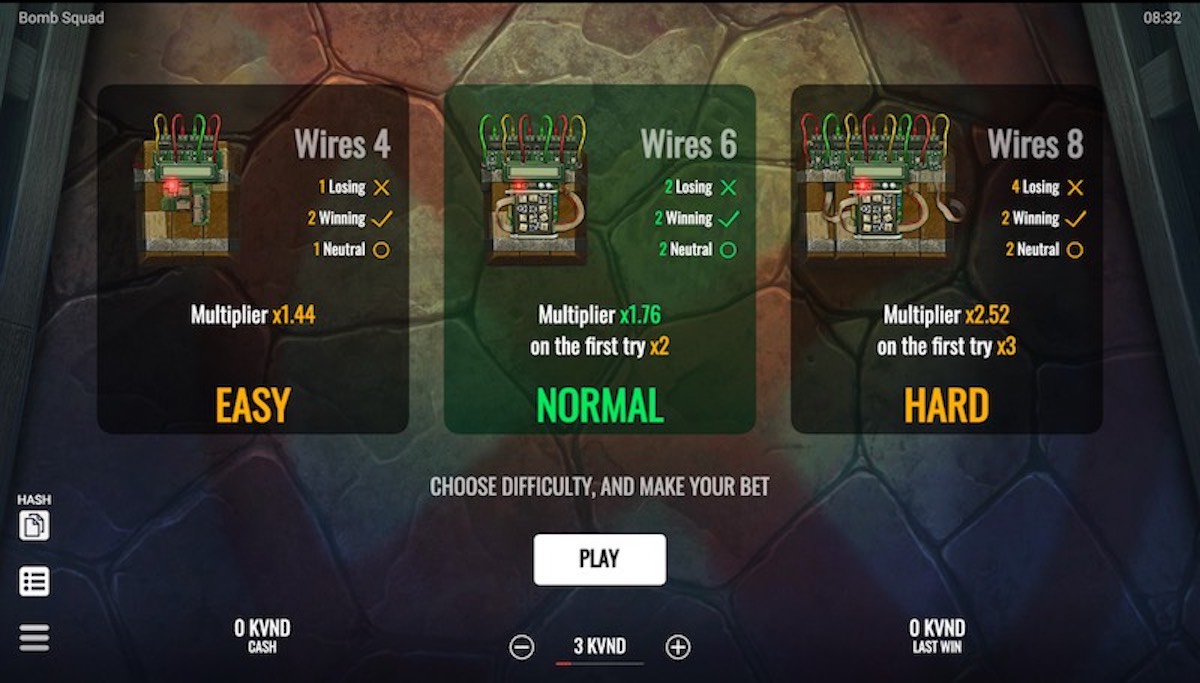 Bomb Squad
08:32
Wires 4
1 Losing
2 Winning
1 Neutral
Multiplier x1.44
EASY
Wires 6
2 Losing
2 Winning
2 Neutral
Multiplier x1.76
on the first try x2
NORMAL
Wires 8
4 Losing
2 Winning
2 Neutral
Multiplier x2.52
on the first try x3
HARD
CHOOSE DIFFICULTY, AND MAKE YOUR BET
HASH
PLAY
0 KVND
CASH
3 KVND
0 KVND
LAST WIN